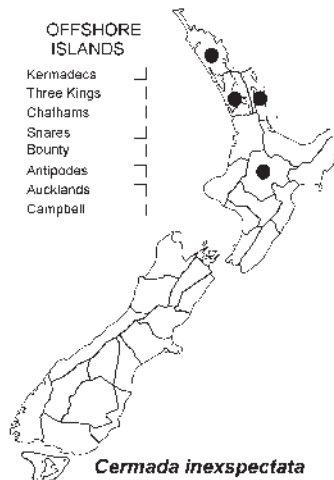 OFFSHORE
ISLANDS
Kermadecs
Three Kings
Chathams
Snares
Bounty
Antipodes
Aucklands
Campbell
Cermada inexspectata